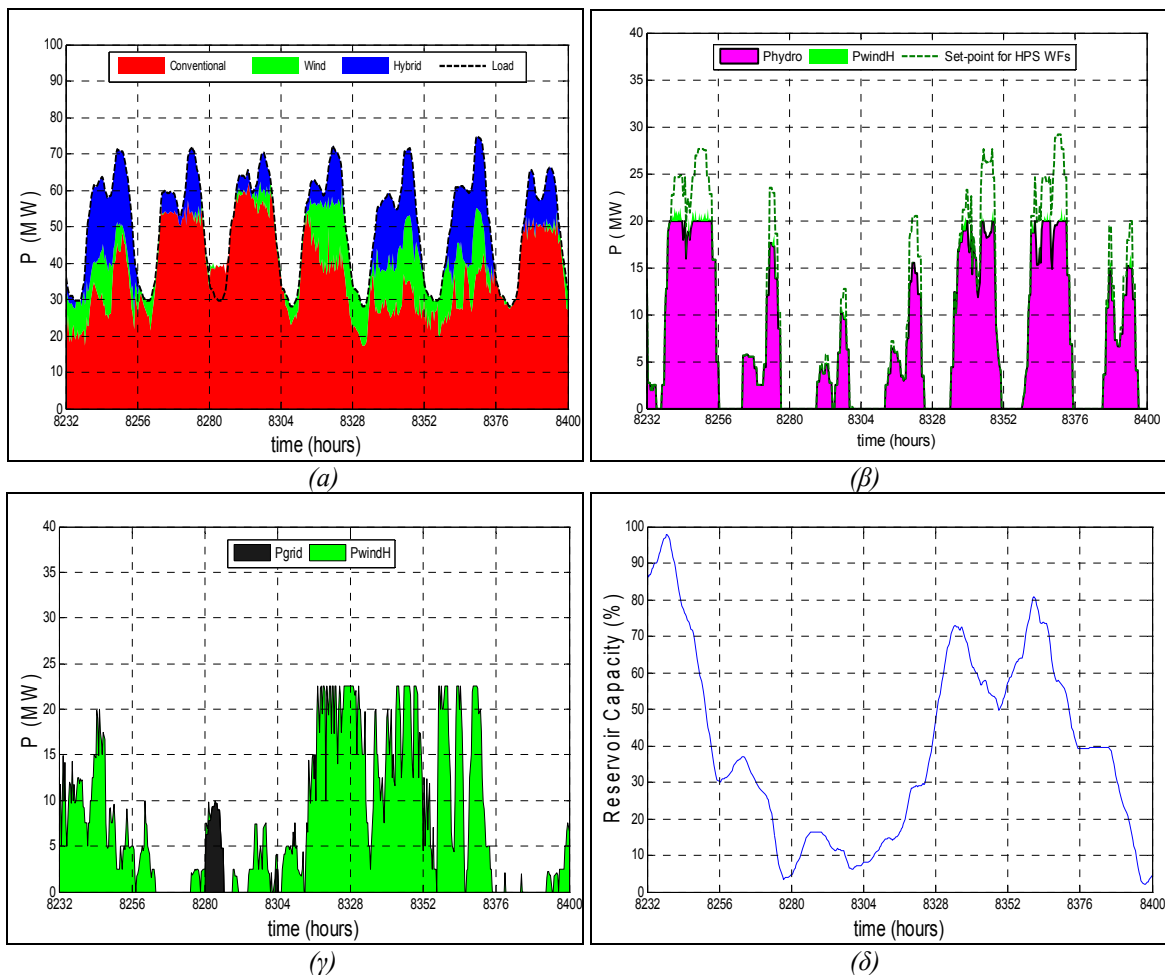 100
90
80
70
60
50
40
30
20
10
0
P (MW)
Conventional Wind Hybrid Load
8232 8256 8280 8304 8328 8352 8376 8400
time (hours)
(α)
40
35
30
25
20
15
10
5
0
P (MW)
Phydro PwindH Set-point for HPS WFs
8232 8256 8280 8304 8328 8352 8376 8400
time (hours)
(β)
40
35
30
25
20
15
10
5
0
P (MW)
Pgrid PwindH
8232 8256 8280 8304 8328 8352 8376 8400
time (hours)
(γ)
100
90
80
70
60
50
40
30
20
10
0
Reservoir Capacity (%)
8232 8256 8280 8304 8328 8352 8376 8400
time (hours)
(δ)